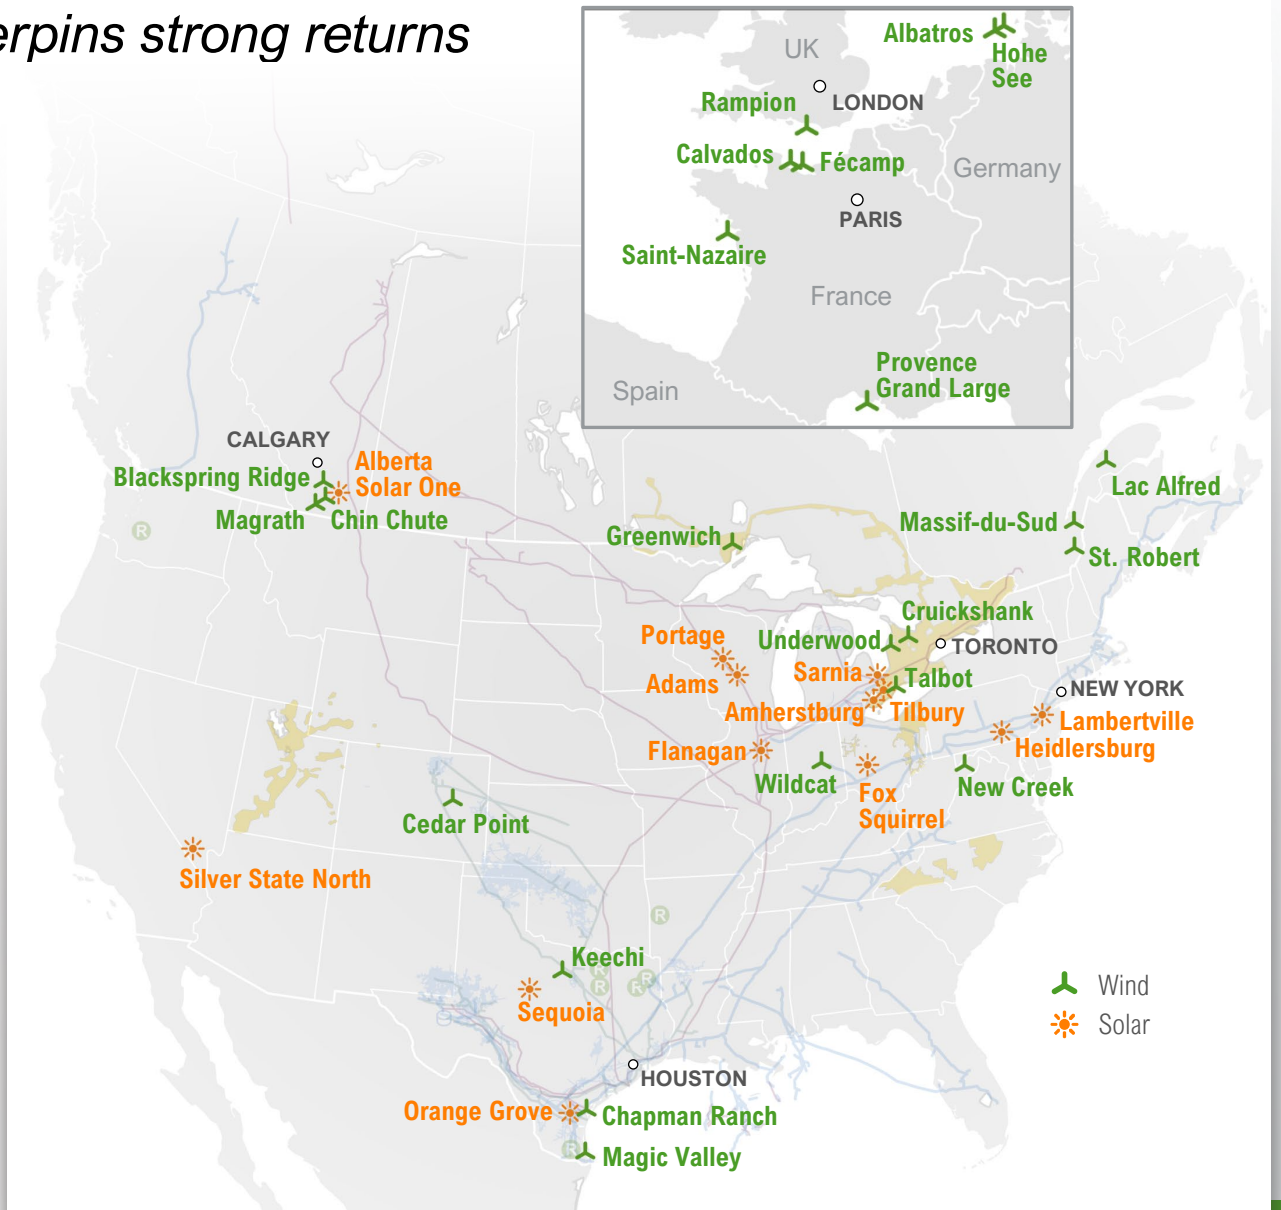 erpins strong returns
UK
Albatros
Hohe
See
Rampion
LONDON
Calvados
Fécamp
Germany
PARIS
Saint-Nazaire
France
Provence
Grand Large
Spain
CALGARY
Alberta
Solar One
Blackspring Ridge
Magrath
Chin Chute
R
Greenwich
Lac Alfred
Massif-du-Sud
St. Robert
Cruickshank
Portage
Underwood
TORONTO
Adams
Sarnia
Talbot
NEW YORK
Amherstburg
Tilbury
Lambertville
Flanagan
Heidlersburg
Wildcat
Fox
Squirrel
New Creek
Cedar Point
Silver State North
R
Keechi
R
R
R
R
Sequoia
Wind
Solar
HOUSTON
Orange Grove
Chapman Ranch
R
Magic Valley